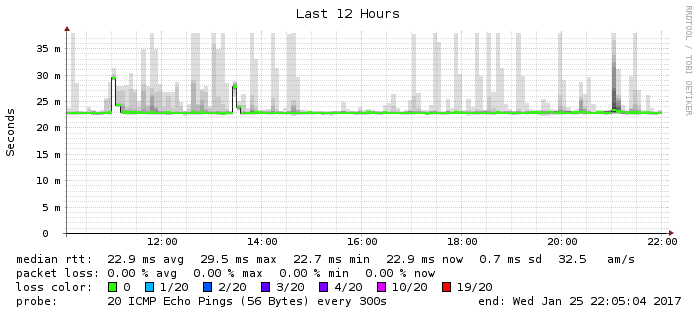 Last 12 Hours
RRDTOOL / TOBI OETIKER
Seconds
35 m
30 m
25 m
20 m
15 m
10 m
5 m
0
12:00 14:00 16:00 18:00 20:00 22:00
median rtt: 22.9 ms avg 29.5 ms max 22.7 ms min 22.9 ms now 0.7 ms sd 32.5 am/s
packet loss: 0.00 % avg 0.00 % max 0.00 % min 0.00 % now
loss color: 0 1/20 2/20 3/20 4/20 10/20 19/20
probe: 20 ICMP Echo Pings (56 Bytes) every 300s end: Wed Jan 25 22:05:04 2017